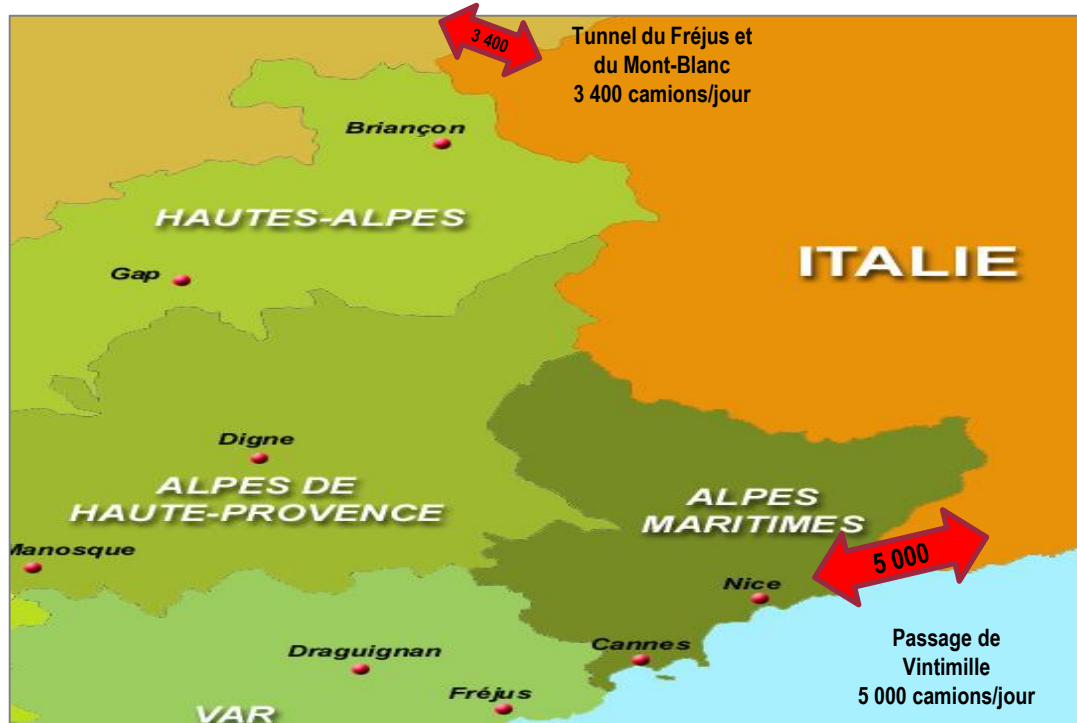 3 400
Tunnel du Fréjus et
du Mont-Blanc
3 400 camions/jour
Briançon
HAUTES-ALPES
ITALIE
Gap
Digne
ALPES DE
HAUTE-PROVENCE
ALPES
MARITIMES
Manosque
5 000
Nice
Passage de
Vintimille
5 000 camions/jour
Draguignan
Cannes
Fréjus
VAR